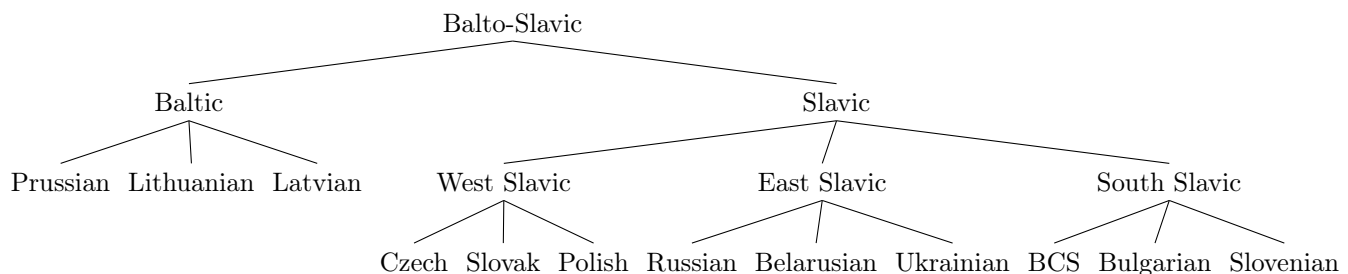 Balto-Slavic
Baltic Slavic
Prussian Lithuanian Latvian West Slavic East Slavic South Slavic
Czech Slovak Polish Russian Belarusian Ukrainian BCS Bulgarian Slovenian